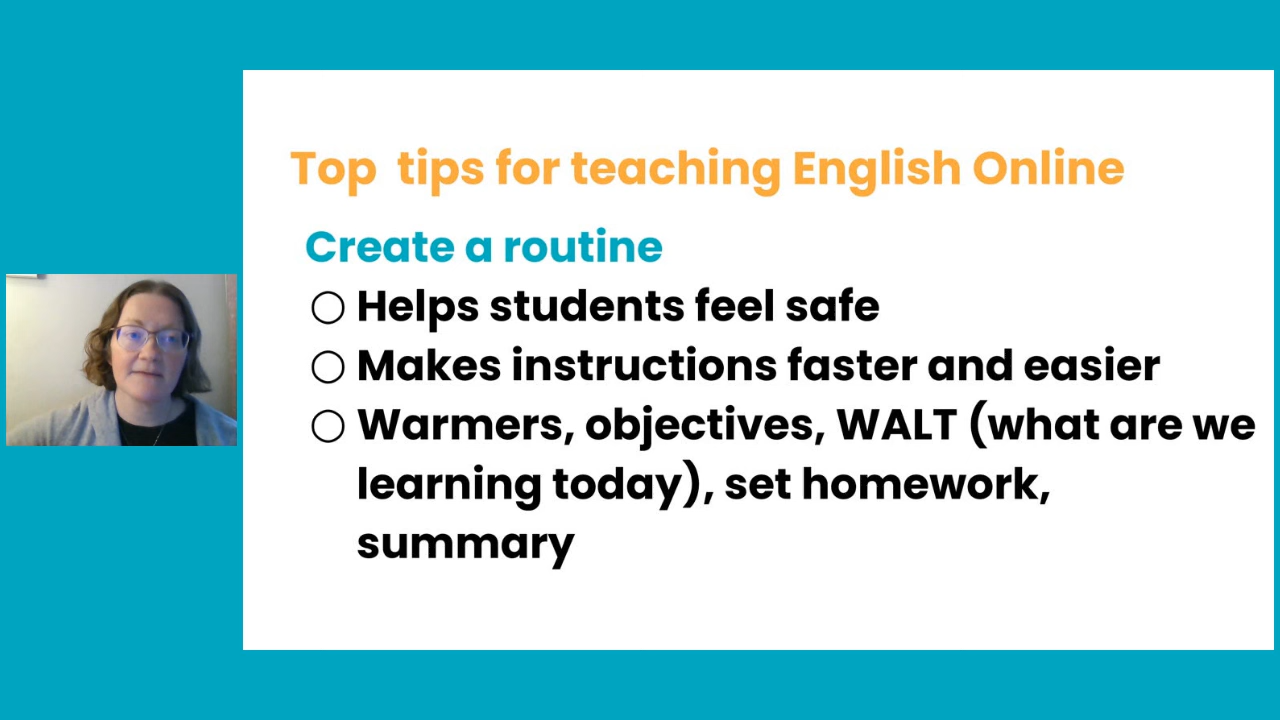 Top  tips for teaching English Online
Create a routine
Helps students feel safe
Makes instructions faster and easier
Warmers, objectives, WALT (what are we
learning today), set homework,
summary